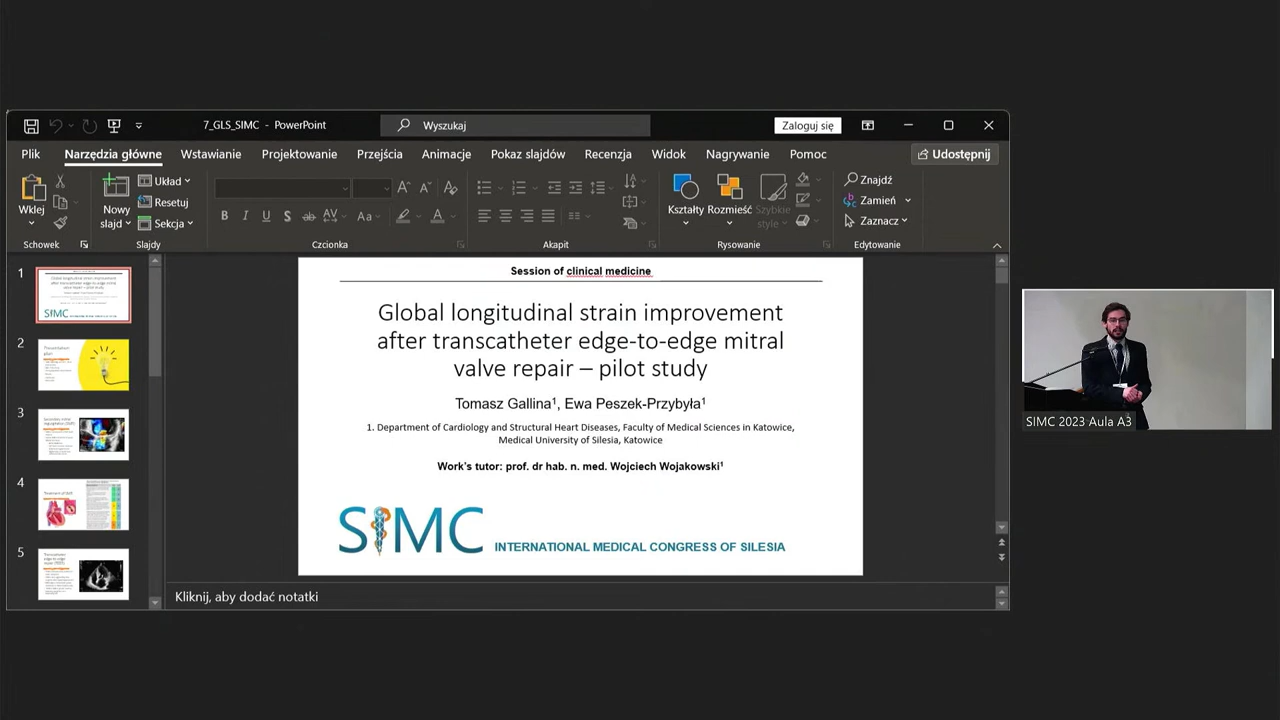 7_GLS_SIMC - PowerPoint
Wyszukaj
Zaloguj się
Plik
Narzędzia główne
Wstawianie
Projektowanie
Przejścia
Animacje
Pokaz slajdów
Recenzja
Widok
Nagrywanie
Pomoc
Udostępnij
Wklej
Nowy
slajd
Układ
Resetuj
Sekcja
Kształty
Rozmieść
Szybkie
style
Znajdź
Zamień
Zaznacz
Schowek
Slajdy
Czcionka
Akapit
Rysowanie
Edytowanie
1
2
3
4
5
Session of clinical medicine
Global longitudinal strain improvement
after transcatheter edge-to-edge mitral
valve repair – pilot study
Tomasz Gallina¹, Ewa Peszek-Przybyła¹
1. Department of Cardiology and Structural Heart Diseases, Faculty of Medical Sciences in Katowice,
Medical University of Silesia, Katowice
Work's tutor: prof. dr hab. n. med. Wojciech Wojakowski¹
SIMC INTERNATIONAL MEDICAL CONGRESS OF SILESIA
Kliknij, aby dodać notatki
SIMC 2023 Aula A3